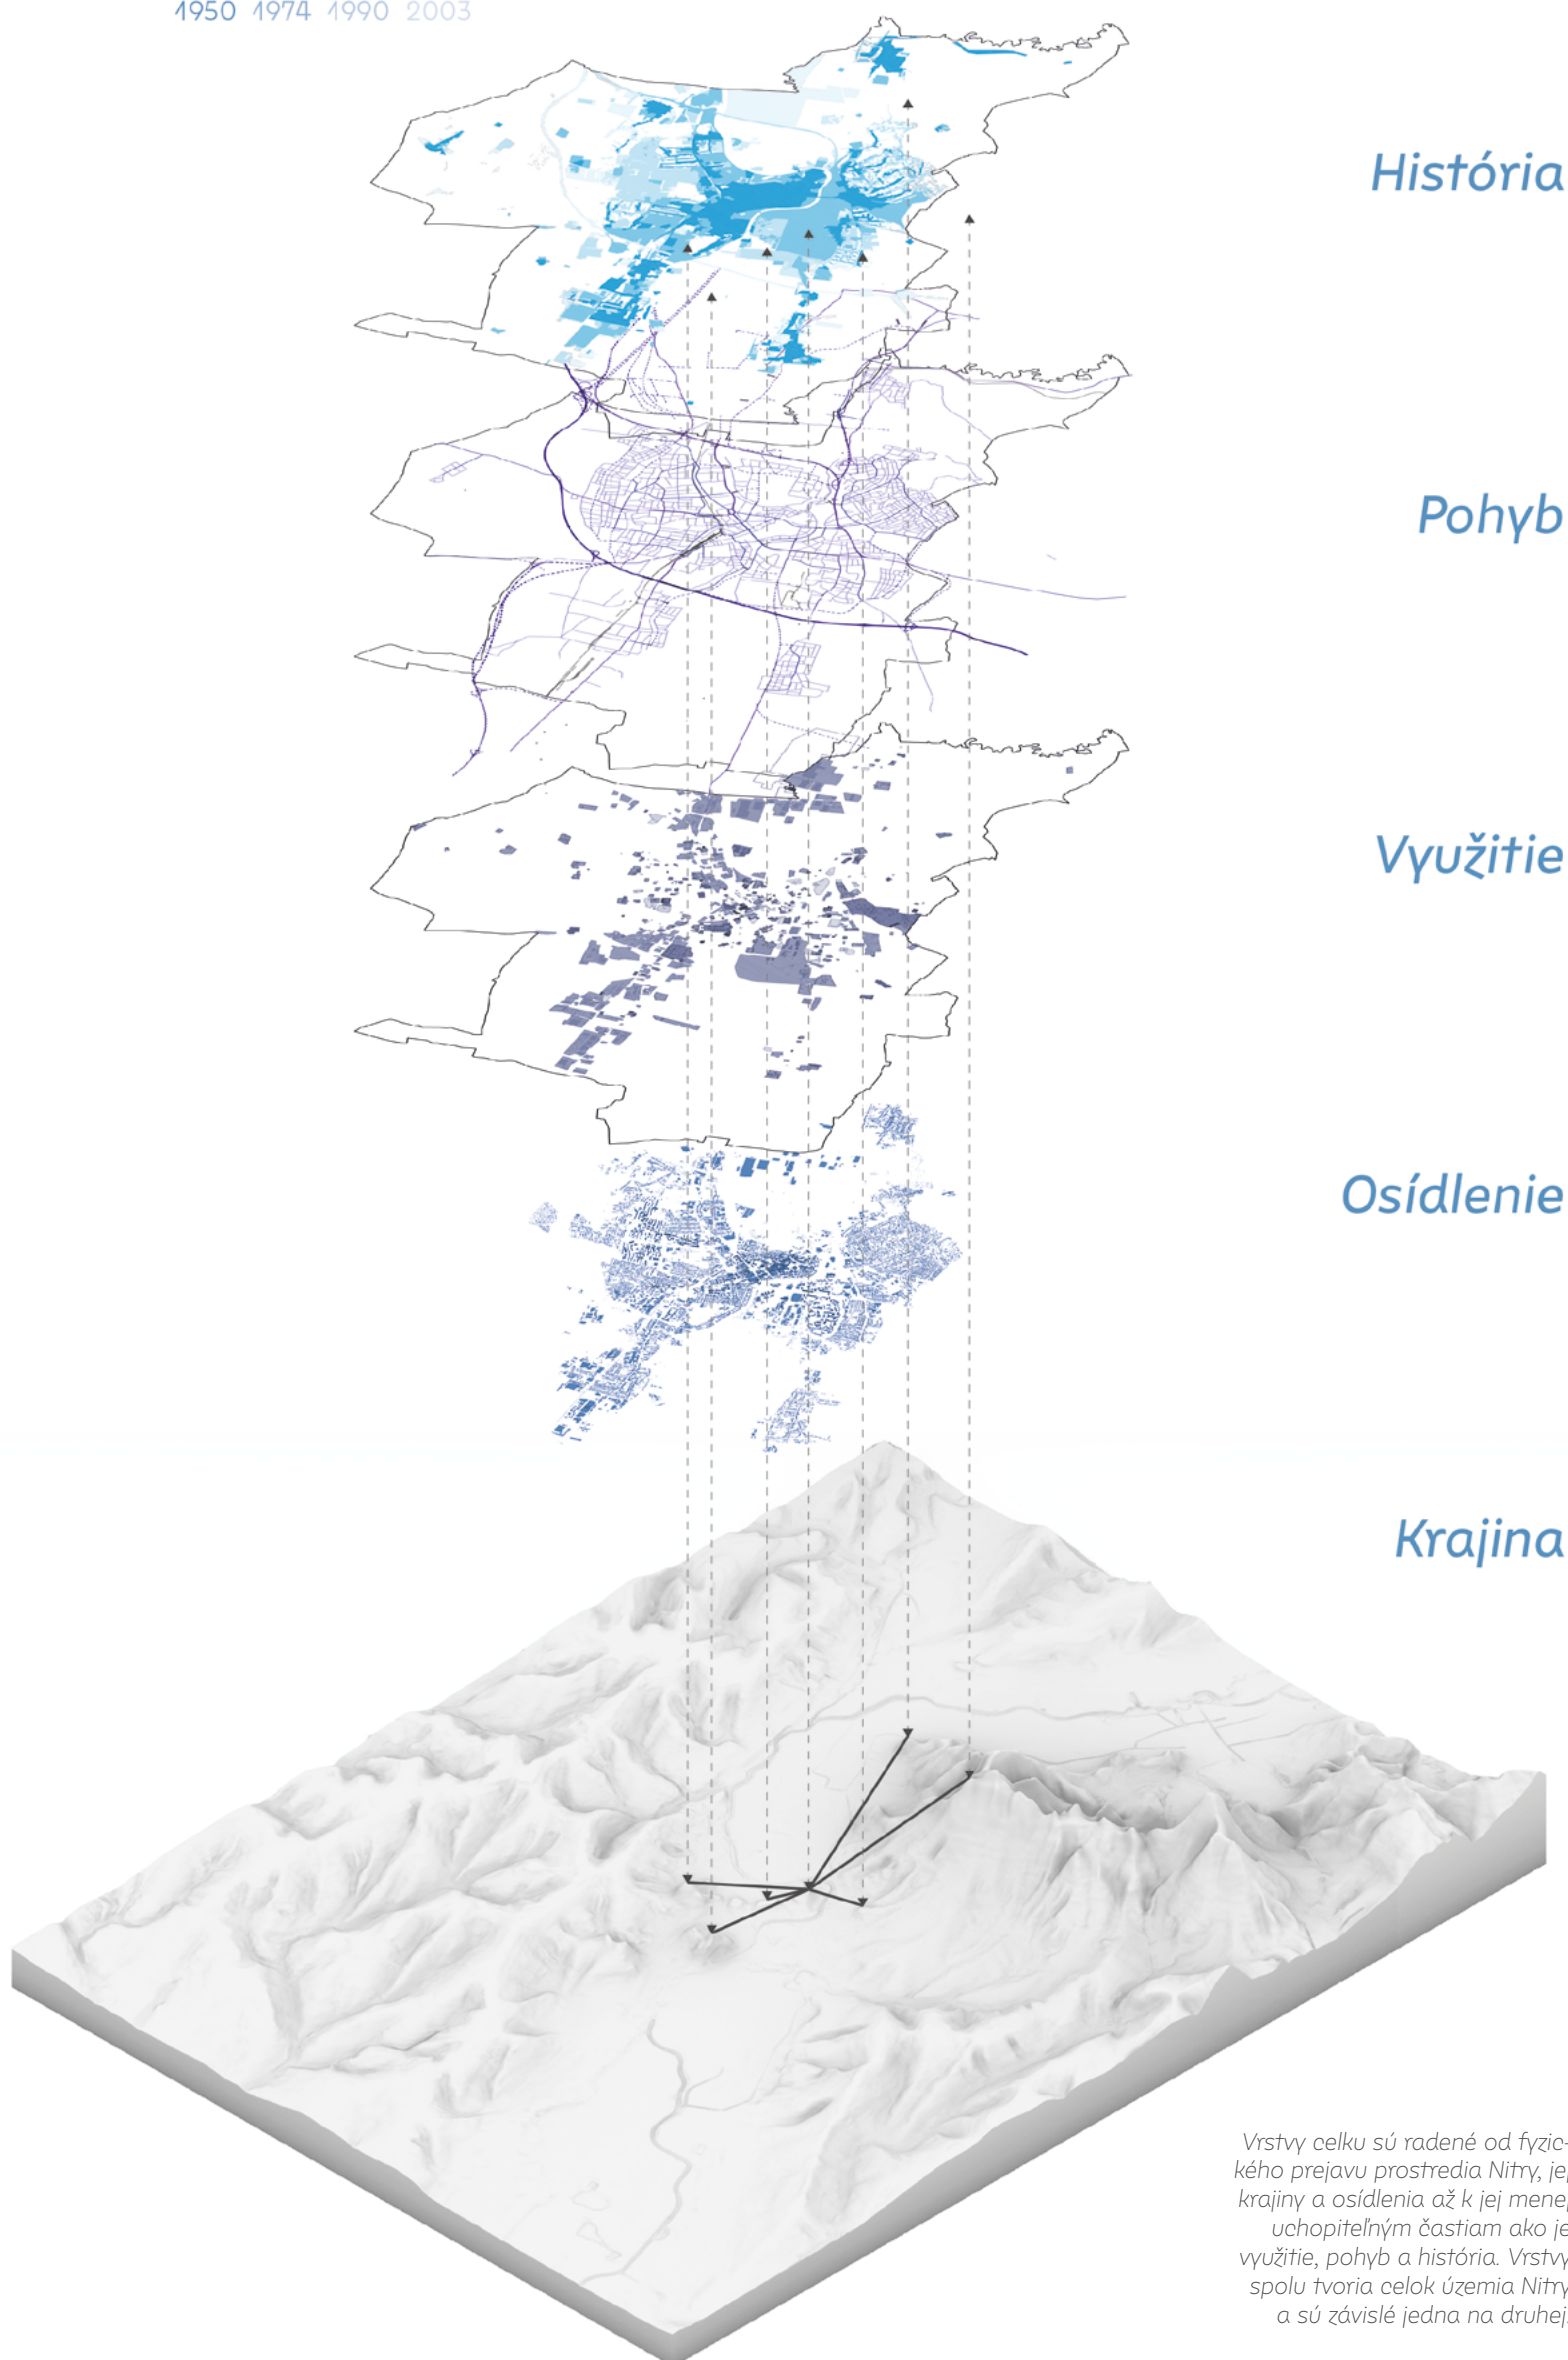 1950 1974 1990 2003
História
Pohyb
Využitie
Osídlenie
Krajina
Vrstvy celku sú radené od fyzic-
kého prejavu prostredia Nitry, jej
krajiny a osídlenia až k jej menej
uchopiteľným častiam ako je
využitie, pohyb a história. Vrstvy
spolu tvoria celok územia Nitry
a sú závislé jedna na druhej.